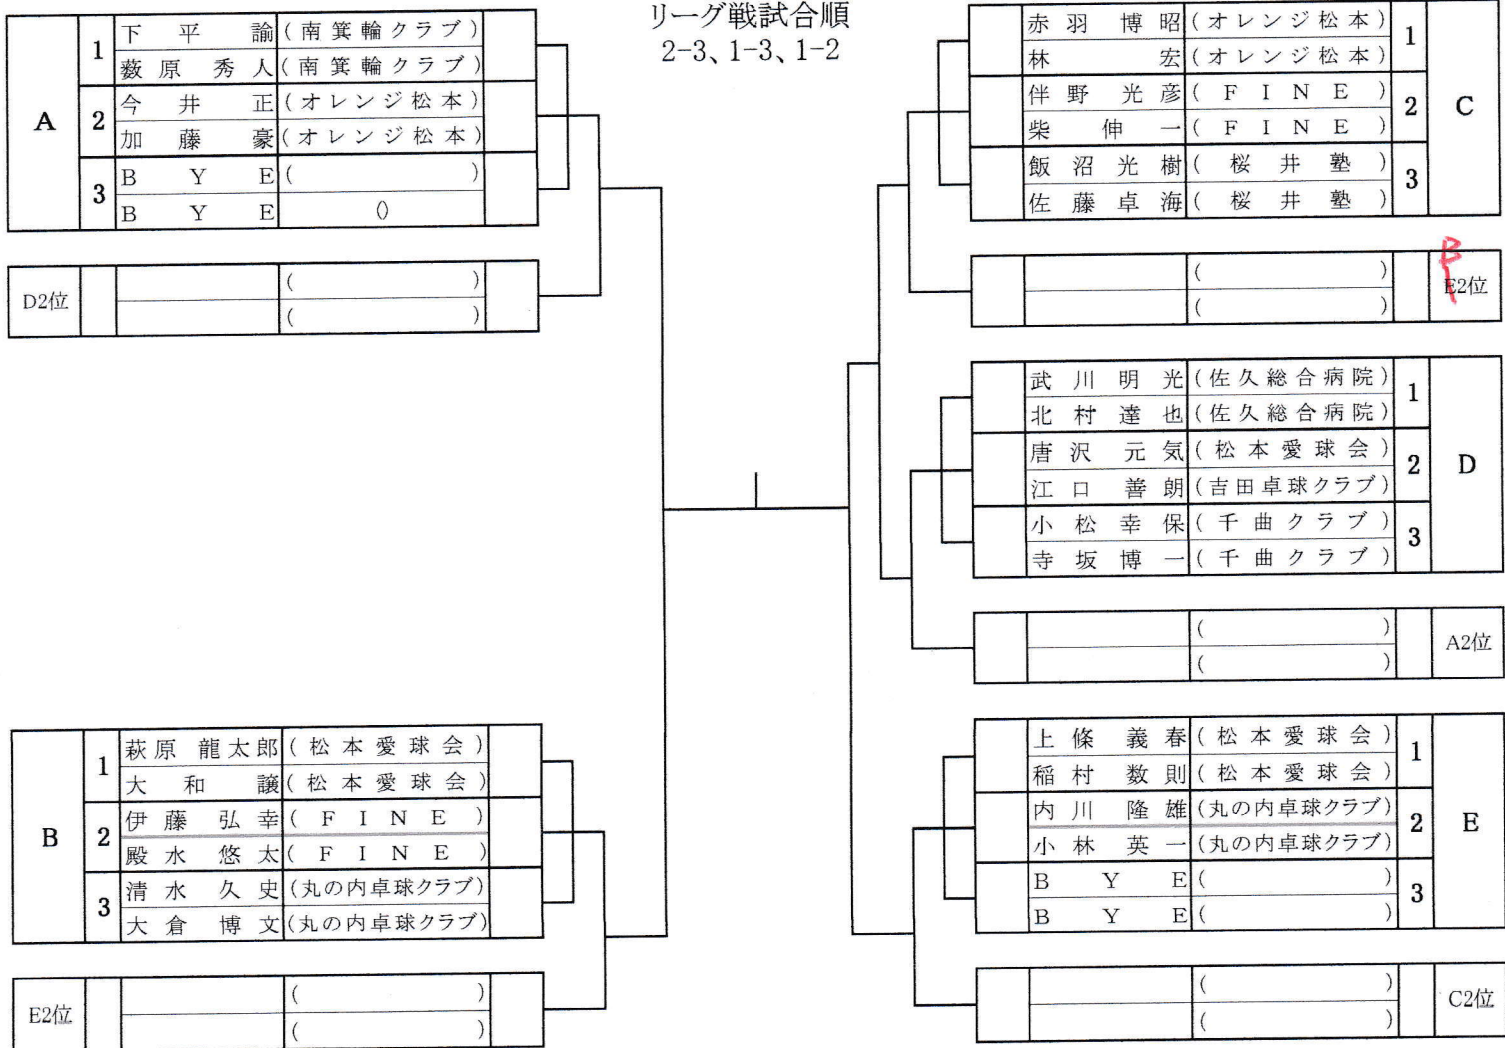 リーグ戦試合順
2-3、1-3、1-2
A
1
下平 諭(南箕輪クラブ)
薮原 秀人(南箕輪クラブ)
2
今井 正(オレンジ松本)
加藤 豪(オレンジ松本)
3
BYE( )
BYE ()
D2位
( )
( )
B
1
萩原 龍太郎(松本愛球会)
大和 譲(松本愛球会)
2
伊藤 弘幸(FINE)
殿水 悠太(FINE)
3
清水 久史(丸の内卓球クラブ)
大倉 博文(丸の内卓球クラブ)
E2位
( )
( )
赤羽 博昭(オレンジ松本)
林 宏(オレンジ松本)
1
伴野 光彦(FINE)
柴 伸一(FINE)
2
飯沼光樹(桜井塾)
佐藤卓海(桜井塾)
3
C
( )
( )
B
E2位
武川明光(佐久総合病院)
北村達也(佐久総合病院)
1
唐沢 元気(松本愛球会)
江口 善朗(吉田卓球クラブ)
2
小松幸保(千曲クラブ)
寺坂博一(千曲クラブ)
3
D
( )
( )
A2位
上條 義春(松本愛球会)
稲村 数則(松本愛球会)
1
内川 隆雄(丸の内卓球クラブ)
小林 英一(丸の内卓球クラブ)
2
BYE( )
BYE( )
3
E
( )
( )
C2位